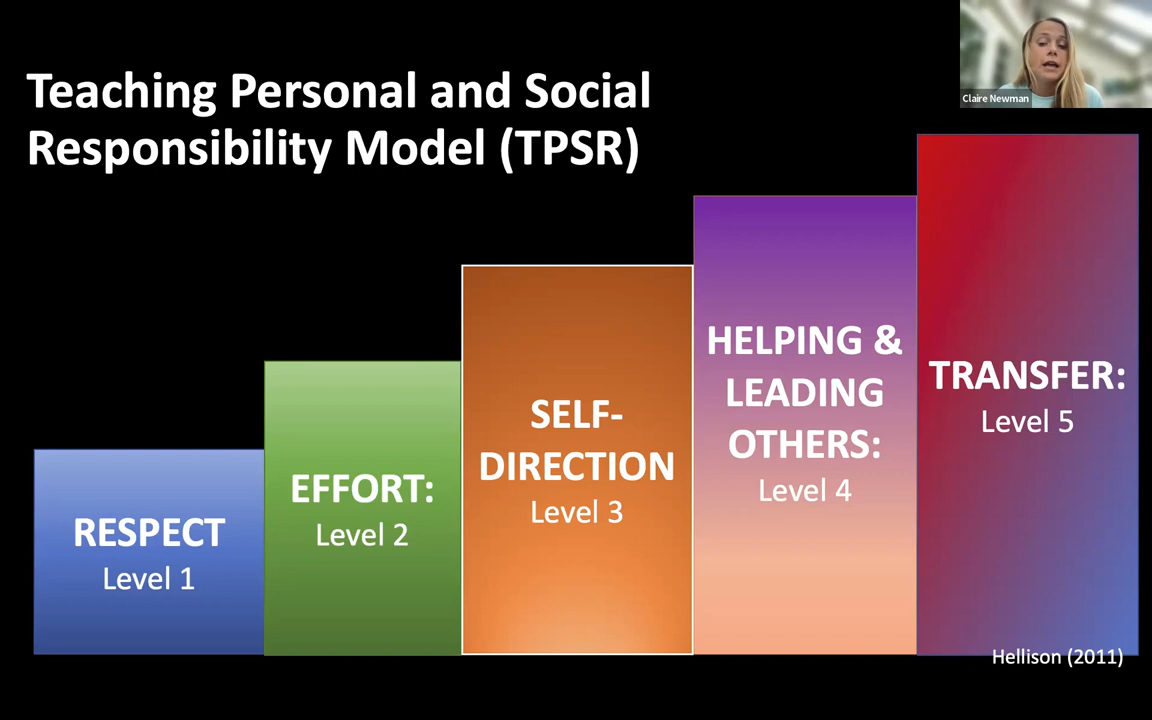 Teaching Personal and Social
Responsibility Model (TPSR)
Claire Newman
RESPECT
Level 1
EFFORT:
Level 2
SELF-
DIRECTION
Level 3
HELPING &
LEADING
OTHERS:
Level 4
TRANSFER:
Level 5
Hellison (2011)